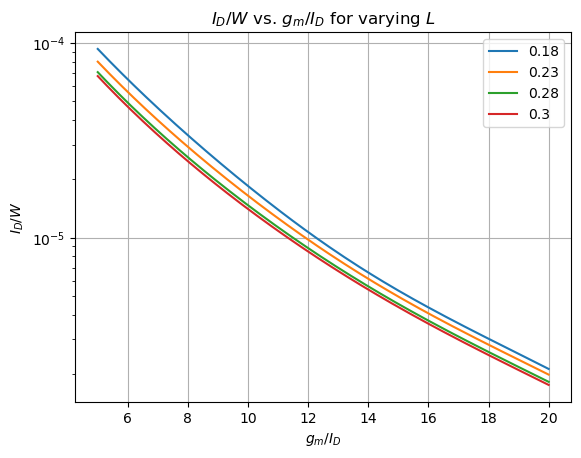 I_D/W vs. g_m/I_D for varying L
10⁻⁴
0.18
0.23
0.28
0.3
I_D/W
10⁻⁵
6 8 10 12 14 16 18 20
g_m/I_D